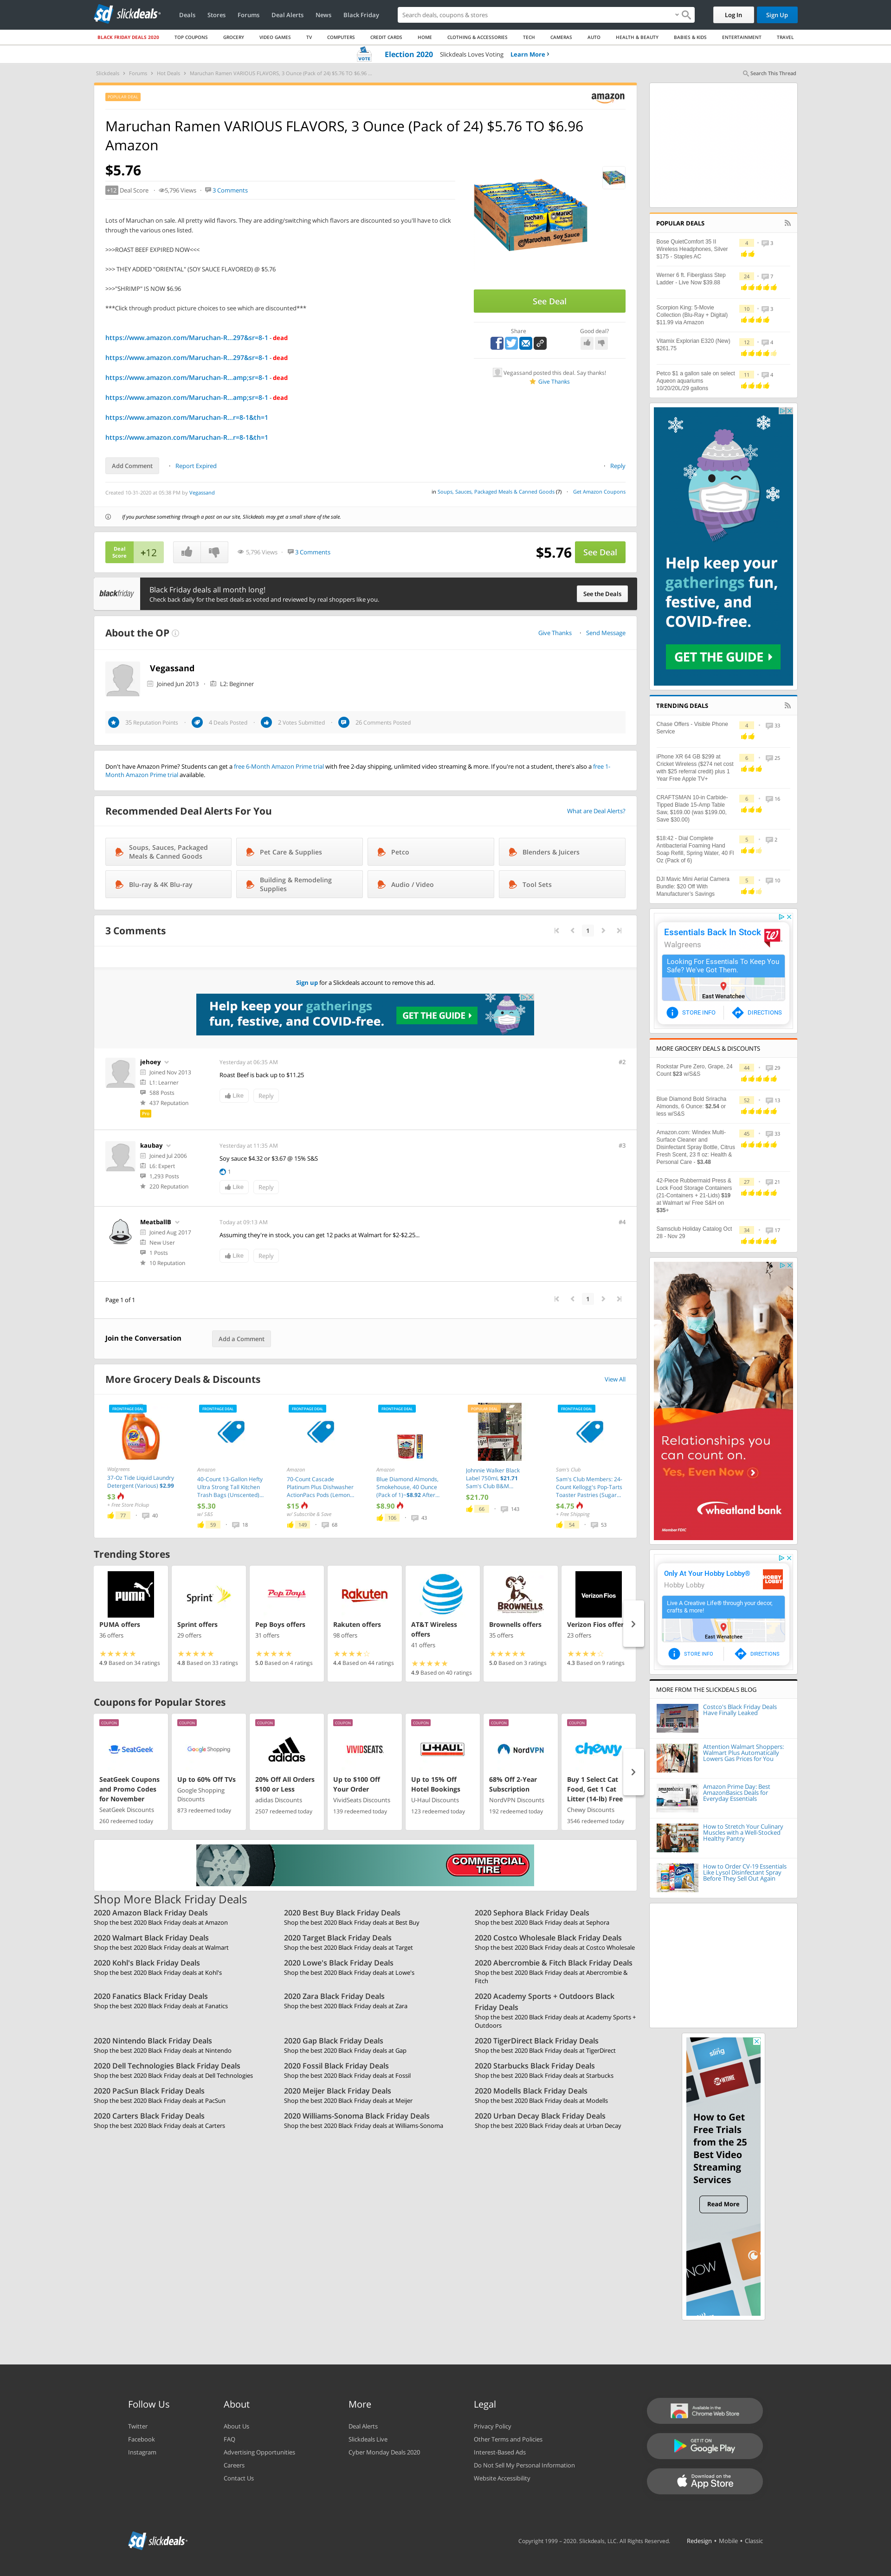 slickdeals
Deals
Stores
Forums
Deal Alerts
News
Black Friday
Search deals, coupons & stores
Log In
Sign Up
BLACK FRIDAY DEALS 2020
TOP COUPONS
GROCERY
VIDEO GAMES
TV
COMPUTERS
CREDIT CARDS
HOME
CLOTHING & ACCESSORIES
TECH
CAMERAS
AUTO
HEALTH & BEAUTY
BABIES & KIDS
ENTERTAINMENT
TRAVEL
VOTE
Election 2020 Slickdeals Loves Voting Learn More ›
Slickdeals
Forums
Hot Deals
Maruchan Ramen VARIOUS FLAVORS, 3 Ounce (Pack of 24) $5.76 TO $6.96 ...
Search This Thread
POPULAR DEAL
amazon
Maruchan Ramen VARIOUS FLAVORS, 3 Ounce (Pack of 24) $5.76 TO $6.96
Amazon
$5.76
+12 Deal Score
5,796 Views
3 Comments
Lots of Maruchan on sale. All pretty wild flavors. They are adding/switching which flavors are discounted so you'll have to click
through the various ones listed.
>>>ROAST BEEF EXPIRED NOW<<<
>>> THEY ADDED "ORIENTAL" (SOY SAUCE FLAVORED) @ $5.76
>>>"SHRIMP" IS NOW $6.96
***Click through product picture choices to see which are discounted***
https://www.amazon.com/Maruchan-R...297&sr=8-1 - dead
https://www.amazon.com/Maruchan-R...297&sr=8-1 - dead
https://www.amazon.com/Maruchan-R...amp;sr=8-1 - dead
https://www.amazon.com/Maruchan-R...amp;sr=8-1 - dead
https://www.amazon.com/Maruchan-R...r=8-1&th=1
https://www.amazon.com/Maruchan-R...r=8-1&th=1
See Deal
Share
Good deal?
Vegassand posted this deal. Say thanks!
Give Thanks
Add Comment
Report Expired
Reply
Created 10-31-2020 at 05:36 PM by Vegassand
in Soups, Sauces, Packaged Meals & Canned Goods (7)
Get Amazon Coupons
If you purchase something through a post on our site, Slickdeals may get a small share of the sale.
Deal Score +12
5,796 Views
3 Comments
$5.76
See Deal
blackfriday
Black Friday deals all month long!
Check back daily for the best deals as voted and reviewed by real shoppers like you.
See the Deals
About the OP
Give Thanks
Send Message
Vegassand
Joined Jun 2013
L2: Beginner
35 Reputation Points
4 Deals Posted
2 Votes Submitted
26 Comments Posted
Don't have Amazon Prime? Students can get a free 6-Month Amazon Prime trial with free 2-day shipping, unlimited video streaming & more. If you're not a student, there's also a free 1-
Month Amazon Prime trial available.
Recommended Deal Alerts For You
What are Deal Alerts?
Soups, Sauces, Packaged
Meals & Canned Goods
Pet Care & Supplies
Petco
Blenders & Juicers
Blu-ray & 4K Blu-ray
Building & Remodeling
Supplies
Audio / Video
Tool Sets
3 Comments
1
Sign up for a Slickdeals account to remove this ad.
Help keep your gatherings
fun, festive, and COVID-free.
GET THE GUIDE
jehoey
Joined Nov 2013
L1: Learner
588 Posts
437 Reputation
Pro
Yesterday at 06:35 AM
#2
Roast Beef is back up to $11.25
Like
Reply
kaubay
Joined Jul 2006
L6: Expert
1,293 Posts
220 Reputation
Yesterday at 11:35 AM
#3
Soy sauce $4.32 or $3.67 @ 15% S&S
1
Like
Reply
MeatballB
Joined Aug 2017
New User
1 Posts
10 Reputation
Today at 09:13 AM
#4
Assuming they're in stock, you can get 12 packs at Walmart for $2-$2.25...
Like
Reply
Page 1 of 1
1
Join the Conversation
Add a Comment
More Grocery Deals & Discounts
View All
FRONTPAGE DEAL
Walgreens
37-Oz Tide Liquid Laundry
Detergent (Various) $2.99
$3
+ Free Store Pickup
77
40
FRONTPAGE DEAL
Amazon
40-Count 13-Gallon Hefty
Ultra Strong Tall Kitchen
Trash Bags (Unscented)...
$5.30
w/ S&S
59
18
FRONTPAGE DEAL
Amazon
70-Count Cascade
Platinum Plus Dishwasher
ActionPacs Pods (Lemon...
$15
w/ Subscribe & Save
149
68
FRONTPAGE DEAL
Amazon
Blue Diamond Almonds,
Smokehouse, 40 Ounce
(Pack of 1)~$8.92 After...
$8.90
106
43
POPULAR DEAL
Johnnie Walker Black
Label 750mL $21.71
Sam's Club B&M...
$21.70
66
143
FRONTPAGE DEAL
Sam's Club
Sam's Club Members: 24-
Count Kellogg's Pop-Tarts
Toaster Pastries (Sugar...
$4.75
+ Free Shipping
54
53
Trending Stores
PUMA
PUMA offers
36 offers
4.9 Based on 34 ratings
Sprint
Sprint offers
29 offers
4.8 Based on 33 ratings
Pep Boys
Pep Boys offers
31 offers
5.0 Based on 4 ratings
Rakuten
Rakuten offers
98 offers
4.4 Based on 44 ratings
AT&T
AT&T Wireless
offers
41 offers
4.9 Based on 40 ratings
BROWNELLS
Brownells offers
35 offers
5.0 Based on 3 ratings
Verizon Fios
Verizon Fios offer
23 offers
4.3 Based on 9 ratings
Coupons for Popular Stores
COUPON
SeatGeek
SeatGeek Coupons
and Promo Codes
for November
SeatGeek Discounts
260 redeemed today
COUPON
Google Shopping
Up to 60% Off TVs
Google Shopping
Discounts
873 redeemed today
COUPON
adidas
20% Off All Orders
$100 or Less
adidas Discounts
2507 redeemed today
COUPON
VIVIDSEATS
Up to $100 Off
Your Order
VividSeats Discounts
139 redeemed today
COUPON
U-HAUL
Up to 15% Off
Hotel Bookings
U-Haul Discounts
123 redeemed today
COUPON
NordVPN
68% Off 2-Year
Subscription
NordVPN Discounts
192 redeemed today
COUPON
chewy
Buy 1 Select Cat
Food, Get 1 Cat
Litter (14-lb) Free
Chewy Discounts
3546 redeemed today
COMMERCIAL
TIRE
Shop More Black Friday Deals
2020 Amazon Black Friday Deals
Shop the best 2020 Black Friday deals at Amazon
2020 Best Buy Black Friday Deals
Shop the best 2020 Black Friday deals at Best Buy
2020 Sephora Black Friday Deals
Shop the best 2020 Black Friday deals at Sephora
2020 Walmart Black Friday Deals
Shop the best 2020 Black Friday deals at Walmart
2020 Target Black Friday Deals
Shop the best 2020 Black Friday deals at Target
2020 Costco Wholesale Black Friday Deals
Shop the best 2020 Black Friday deals at Costco Wholesale
2020 Kohl's Black Friday Deals
Shop the best 2020 Black Friday deals at Kohl's
2020 Lowe's Black Friday Deals
Shop the best 2020 Black Friday deals at Lowe's
2020 Abercrombie & Fitch Black Friday Deals
Shop the best 2020 Black Friday deals at Abercrombie &
Fitch
2020 Fanatics Black Friday Deals
Shop the best 2020 Black Friday deals at Fanatics
2020 Zara Black Friday Deals
Shop the best 2020 Black Friday deals at Zara
2020 Academy Sports + Outdoors Black
Friday Deals
Shop the best 2020 Black Friday deals at Academy Sports +
Outdoors
2020 Nintendo Black Friday Deals
Shop the best 2020 Black Friday deals at Nintendo
2020 Gap Black Friday Deals
Shop the best 2020 Black Friday deals at Gap
2020 TigerDirect Black Friday Deals
Shop the best 2020 Black Friday deals at TigerDirect
2020 Dell Technologies Black Friday Deals
Shop the best 2020 Black Friday deals at Dell Technologies
2020 Fossil Black Friday Deals
Shop the best 2020 Black Friday deals at Fossil
2020 Starbucks Black Friday Deals
Shop the best 2020 Black Friday deals at Starbucks
2020 PacSun Black Friday Deals
Shop the best 2020 Black Friday deals at PacSun
2020 Meijer Black Friday Deals
Shop the best 2020 Black Friday deals at Meijer
2020 Modells Black Friday Deals
Shop the best 2020 Black Friday deals at Modells
2020 Carters Black Friday Deals
Shop the best 2020 Black Friday deals at Carters
2020 Williams-Sonoma Black Friday Deals
Shop the best 2020 Black Friday deals at Williams-Sonoma
2020 Urban Decay Black Friday Deals
Shop the best 2020 Black Friday deals at Urban Decay
POPULAR DEALS
Bose QuietComfort 35 II
Wireless Headphones, Silver
$175 - Staples AC
4
3
Werner 6 ft. Fiberglass Step
Ladder - Live Now $39.88
24
7
Scorpion King: 5-Movie
Collection (Blu-Ray + Digital)
$11.99 via Amazon
10
3
Vitamix Explorian E320 (New)
$261.75
12
4
Petco $1 a gallon sale on select
Aqueon aquariums
10/20/20L/29 gallons
11
4
Help keep your
gatherings fun,
festive, and
COVID-free.
GET THE GUIDE
TRENDING DEALS
Chase Offers - Visible Phone
Service
4
33
iPhone XR 64 GB $299 at
Cricket Wireless ($274 net cost
with $25 referral credit) plus 1
Year Free Apple TV+
6
25
CRAFTSMAN 10-in Carbide-
Tipped Blade 15-Amp Table
Saw, $189.00 (was $199.00,
Save $30.00)
6
16
$18.42 - Dial Complete
Antibacterial Foaming Hand
Soap Refill, Spring Water, 40 Fl
Oz (Pack of 6)
5
2
DJI Mavic Mini Aerial Camera
Bundle: $20 Off With
Manufacturer's Savings
5
10
Essentials Back In Stock
Walgreens
Looking For Essentials To Keep You
Safe? We've Got Them.
East Wenatchee
STORE INFO
DIRECTIONS
MORE GROCERY DEALS & DISCOUNTS
Rockstar Pure Zero, Grape, 24
Count $23 w/S&S
44
29
Blue Diamond Bold Sriracha
Almonds, 6 Ounce: $2.54 or
less w/S&S
52
13
Amazon.com: Windex Multi-
Surface Cleaner and
Disinfectant Spray Bottle, Citrus
Fresh Scent, 23 fl oz: Health &
Personal Care - $3.48
45
33
42-Piece Rubbermaid Press &
Lock Food Storage Containers
(21-Containers + 21-Lids) $19
at Walmart w/ Free S&H on
$35+
27
21
Samsclub Holiday Catalog Oct
28 - Nov 29
34
17
Relationships you
can count on.
Yes, Even Now
wheatland bank
Member FDIC
Only At Your Hobby Lobby®
Hobby Lobby
HOBBY
LOBBY
Live A Creative Life® through your decor,
crafts & more!
East Wenatchee
STORE INFO
DIRECTIONS
MORE FROM THE SLICKDEALS BLOG
Costco's Black Friday Deals
Have Finally Leaked
Attention Walmart Shoppers:
Walmart Plus Automatically
Lowers Gas Prices for You
Amazon Prime Day: Best
AmazonBasics Deals for
Everyday Essentials
How to Stretch Your Culinary
Muscles with a Well-Stocked
Healthy Pantry
How to Order CV-19 Essentials
Like Lysol Disinfectant Spray
Before They Sell Out Again
sling
SHOWTIME
How to Get
Free Trials
from the 25
Best Video
Streaming
Services
Read More
NOW
Follow Us
Twitter
Facebook
Instagram
About
About Us
FAQ
Advertising Opportunities
Careers
Contact Us
More
Deal Alerts
Slickdeals Live
Cyber Monday Deals 2020
Legal
Privacy Policy
Other Terms and Policies
Interest-Based Ads
Do Not Sell My Personal Information
Website Accessibility
Available in the
Chrome Web Store
GET IT ON
Google Play
Download on the
App Store
slickdeals
Copyright 1999 - 2020. Slickdeals, LLC. All Rights Reserved.
Redesign • Mobile • Classic